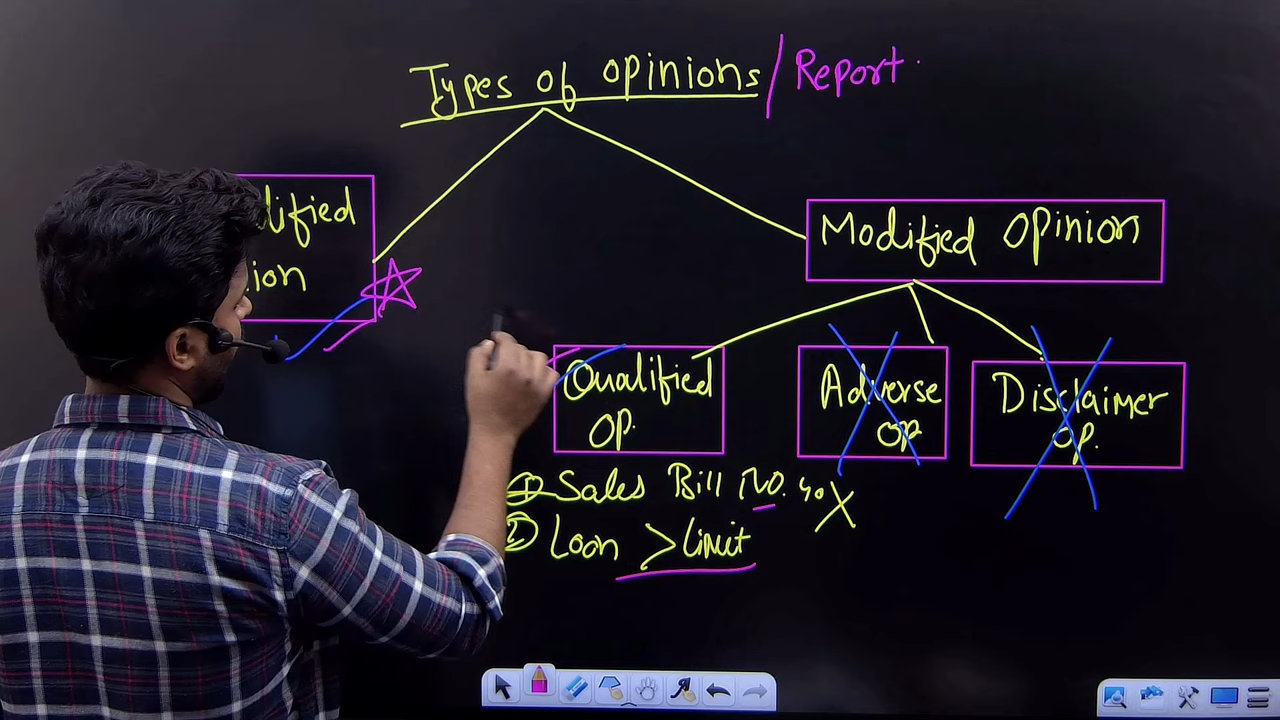 Types of opinions / Report.
dified
ion
Modified opinion
Qualified
OP.
Adverse
OP
Disclaimer
OP.
① Sales Bill No. 40 X
② Loan > limit